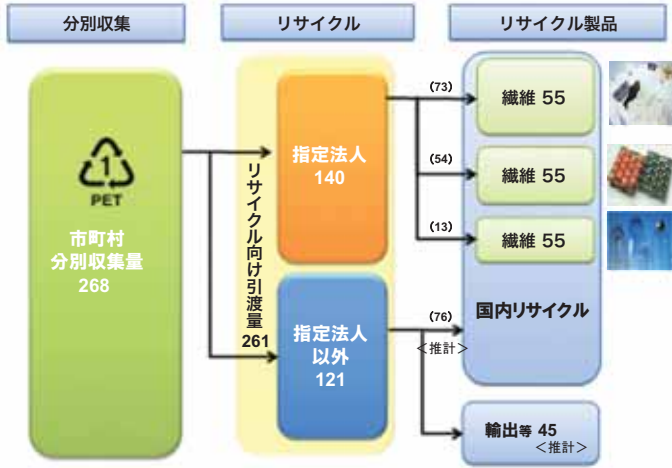 分別収集
リサイクル
リサイクル製品
1
PET
市町村
分別収集量
268
リサイクル向け引渡量
261
指定法人
140
指定法人
以外
121
(73)
繊維 55
(54)
繊維 55
(13)
繊維 55
(76)
<推計>
国内リサイクル
輸出等 45
<推計>